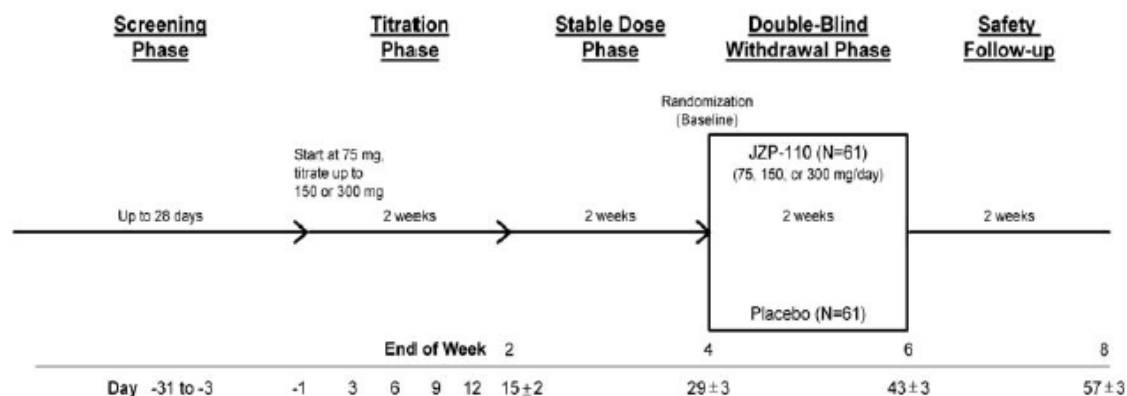 Screening Phase
Titration Phase
Stable Dose Phase
Double-Blind Withdrawal Phase
Safety Follow-up
Randomization
(Baseline)
Start at 75 mg,
titrate up to
150 or 300 mg
JZP-110 (N=61)
(75, 150, or 300 mg/day)
Up to 28 days
2 weeks
2 weeks
2 weeks
2 weeks
Placebo (N=61)
End of Week 2 4 6 8
Day -31 to -3 -1 3 6 9 12 15±2 29±3 43±3 57±3